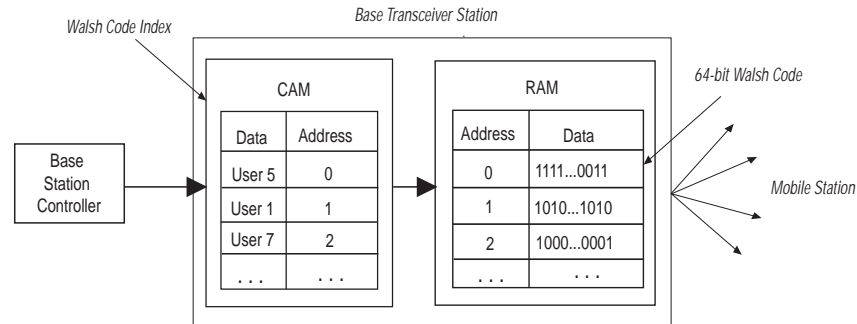 Base Transceiver Station
Walsh Code Index
64-bit Walsh Code
CAM
RAM
Data Address
Address Data
User 5 0
0 1111...0011
User 1 1
1 1010...1010
User 7 2
2 1000...0001
. . . . . .
. . . . . .
Base
Station
Controller
Mobile Station